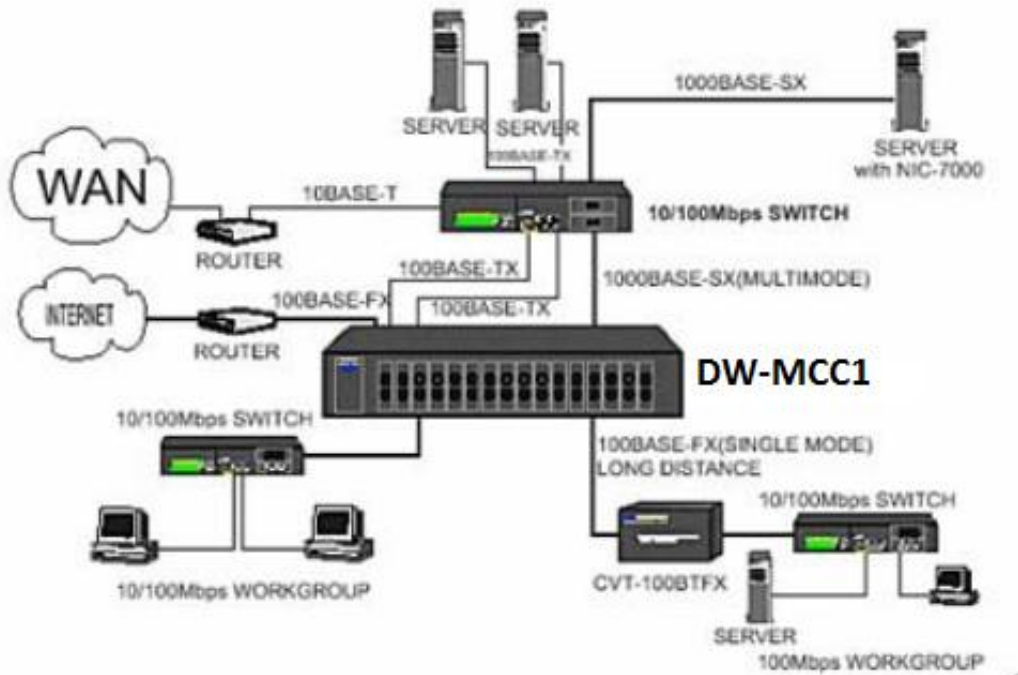 1000BASE-SX
SERVER SERVER
100BASE-TX
SERVER
with NIC-7000
WAN
10BASE-T
10/100Mbps SWITCH
ROUTER
100BASE-TX
1000BASE-SX(MULTIMODE)
INTERNET
100BASE-FX
100BASE-TX
ROUTER
DW-MCC1
10/100Mbps SWITCH
100BASE-FX(SINGLE MODE)
LONG DISTANCE
10/100Mbps SWITCH
10/100Mbps WORKGROUP
CVT-100BTFX
SERVER
100Mbps WORKGROUP